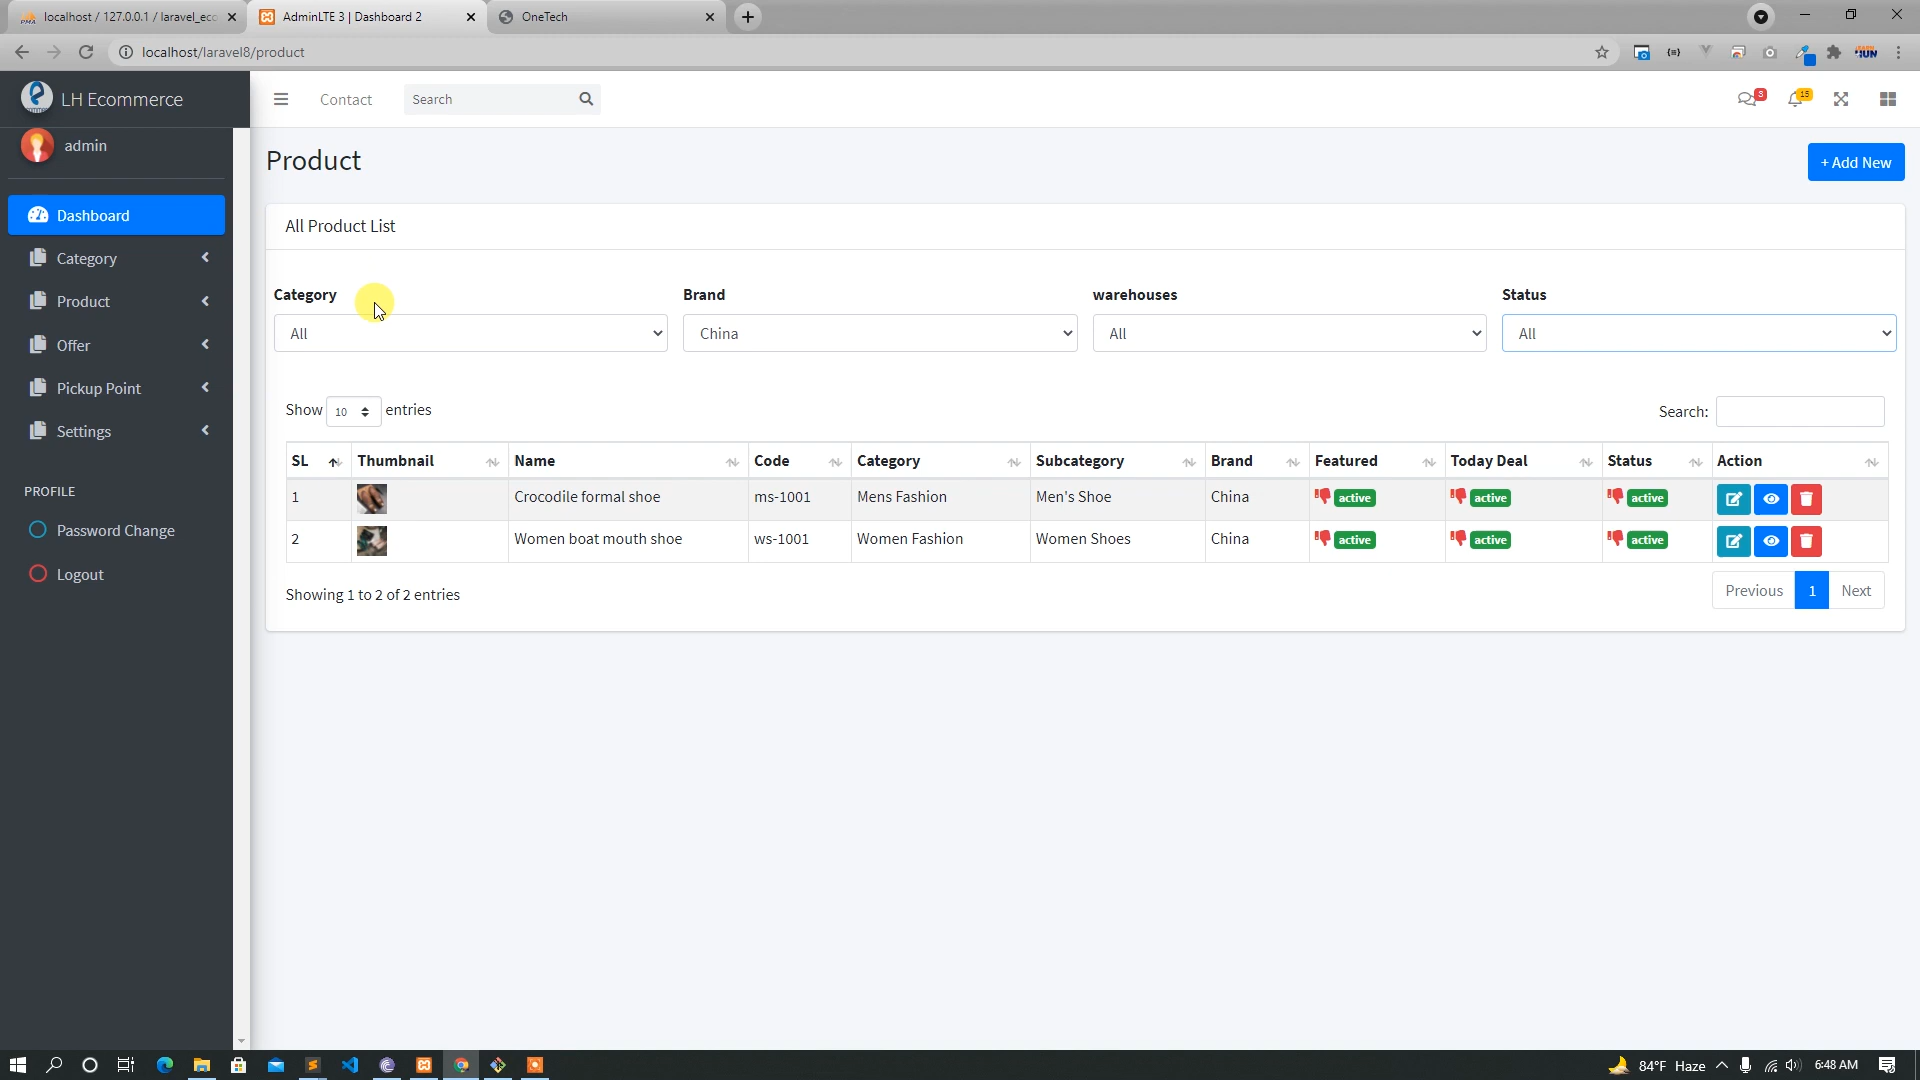 localhost / 127.0.0.1 / laravel_ecc
AdminLTE 3 | Dashboard 2
OneTech
localhost/laravel8/product
LH Ecommerce
Contact
Search
3
15
admin
Product
+ Add New
Dashboard
Category
Product
Offer
Pickup Point
Settings
PROFILE
Password Change
Logout
All Product List
Category
Brand
warehouses
Status
All
China
All
All
Show 10 entries
Search:
SL Thumbnail Name Code Category Subcategory Brand Featured Today Deal Status Action
1 Crocodile formal shoe ms-1001 Mens Fashion Men's Shoe China active active active
2 Women boat mouth shoe ws-1001 Women Fashion Women Shoes China active active active
Showing 1 to 2 of 2 entries
Previous 1 Next
84°F Haze
6:48 AM